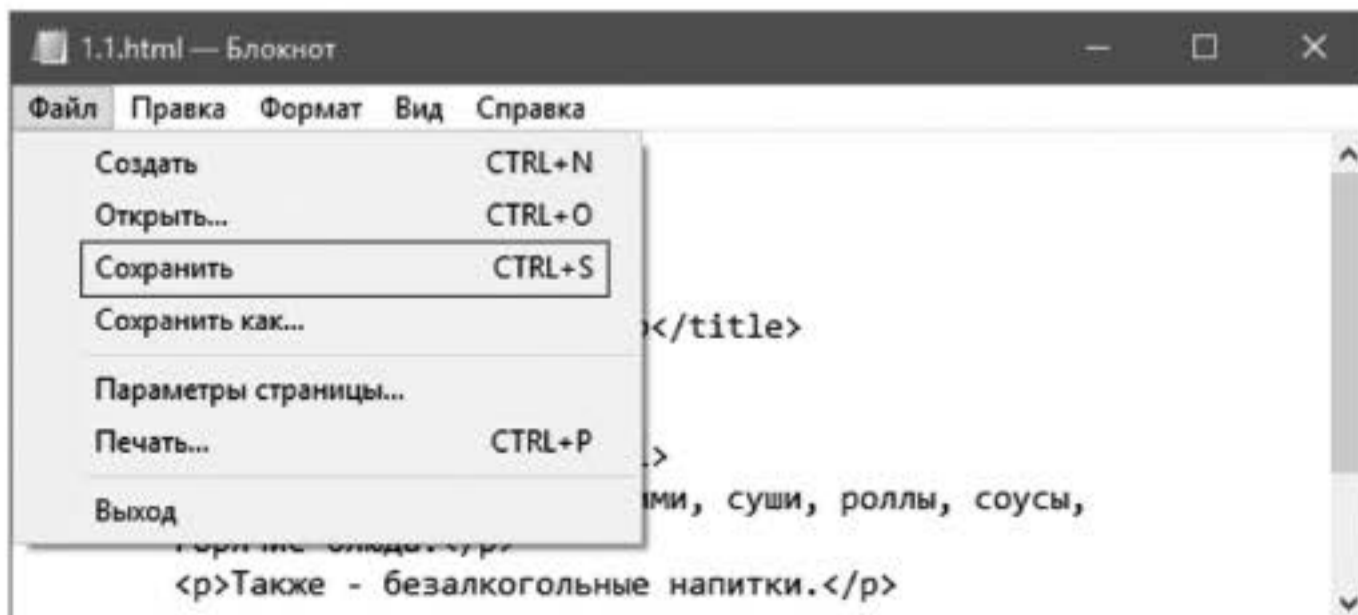 1.1.html — Блокнот
Файл Правка Формат Вид Справка
Создать CTRL+N
Открыть... CTRL+O
Сохранить CTRL+S
Сохранить как...
</title>
Параметры страницы...
Печать... CTRL+P
Выход
суши, роллы, соусы,
</p>
<p>Также - безалкогольные напитки.</p>